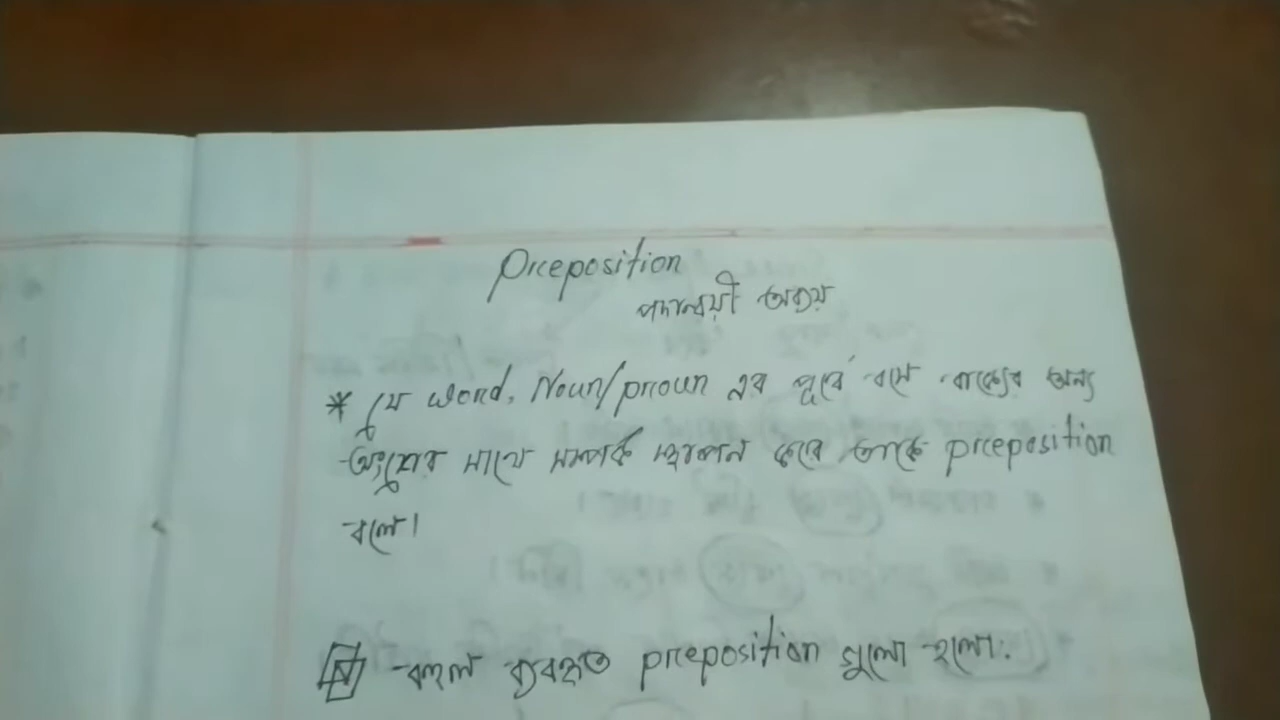 Preposition
পদান্বয়ী অব্যয়
* যে word, Noun/proun এর পূর্বে বসে বাক্যের অন্য
অংশের সাথে সম্পর্ক স্থাপন করে তাকে preposition
বলে।
বহুল ব্যবহৃত preposition গুলো হলো: